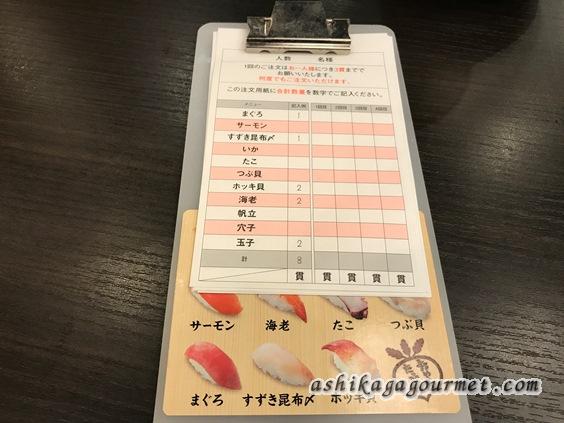 人数 名様
1回のご注文はお一人様につき3貫までで
お願いいたします。
何度でもご注文いただけます。
この注文用紙に合計数量を数字でご記入ください。
メニュー 記入例 1回目 2回目 3回目 4回目
まぐろ 1
サーモン
すずき昆布〆 1
いか
たこ
つぶ貝
ホッキ貝 2
海老 2
帆立
穴子
玉子 2
計 8
貫 貫 貫 貫 貫
サーモン 海老 たこ つぶ貝
まぐろ すずき昆布〆 ホッキ貝
ashikagagourmet.com